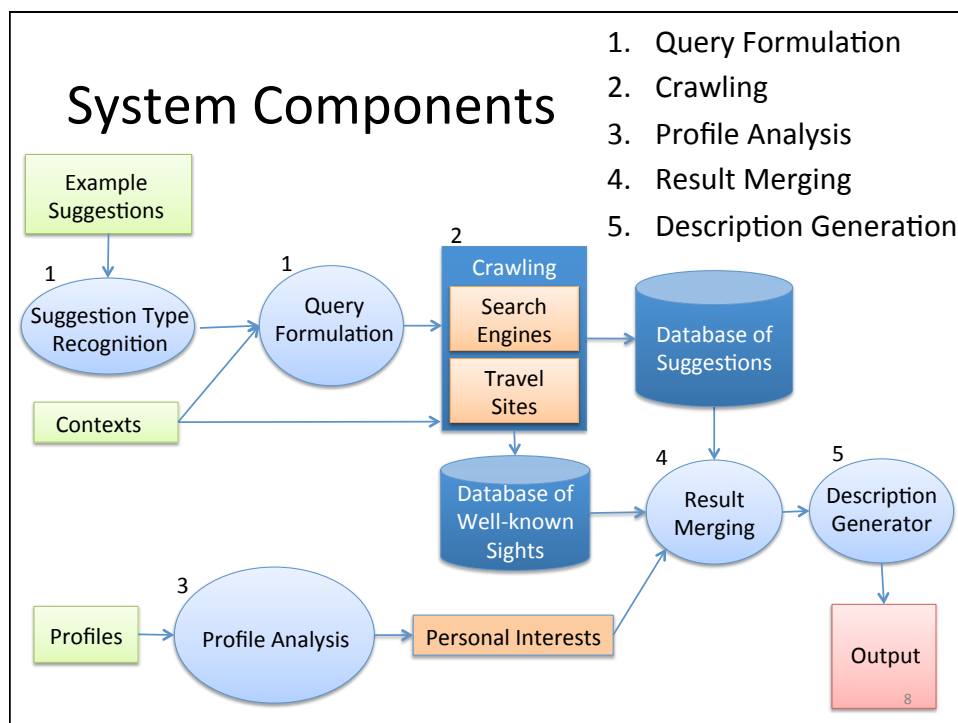 System Components
1. Query Formulation
2. Crawling
3. Profile Analysis
4. Result Merging
5. Description Generation
Example
Suggestions
1
Suggestion Type
Recognition
1
Query
Formulation
2
Crawling
Search
Engines
Travel
Sites
Database of
Suggestions
Contexts
Database of
Well-known
Sights
4
Result
Merging
5
Description
Generator
3
Profiles
Profile Analysis
Personal Interests
Output
8